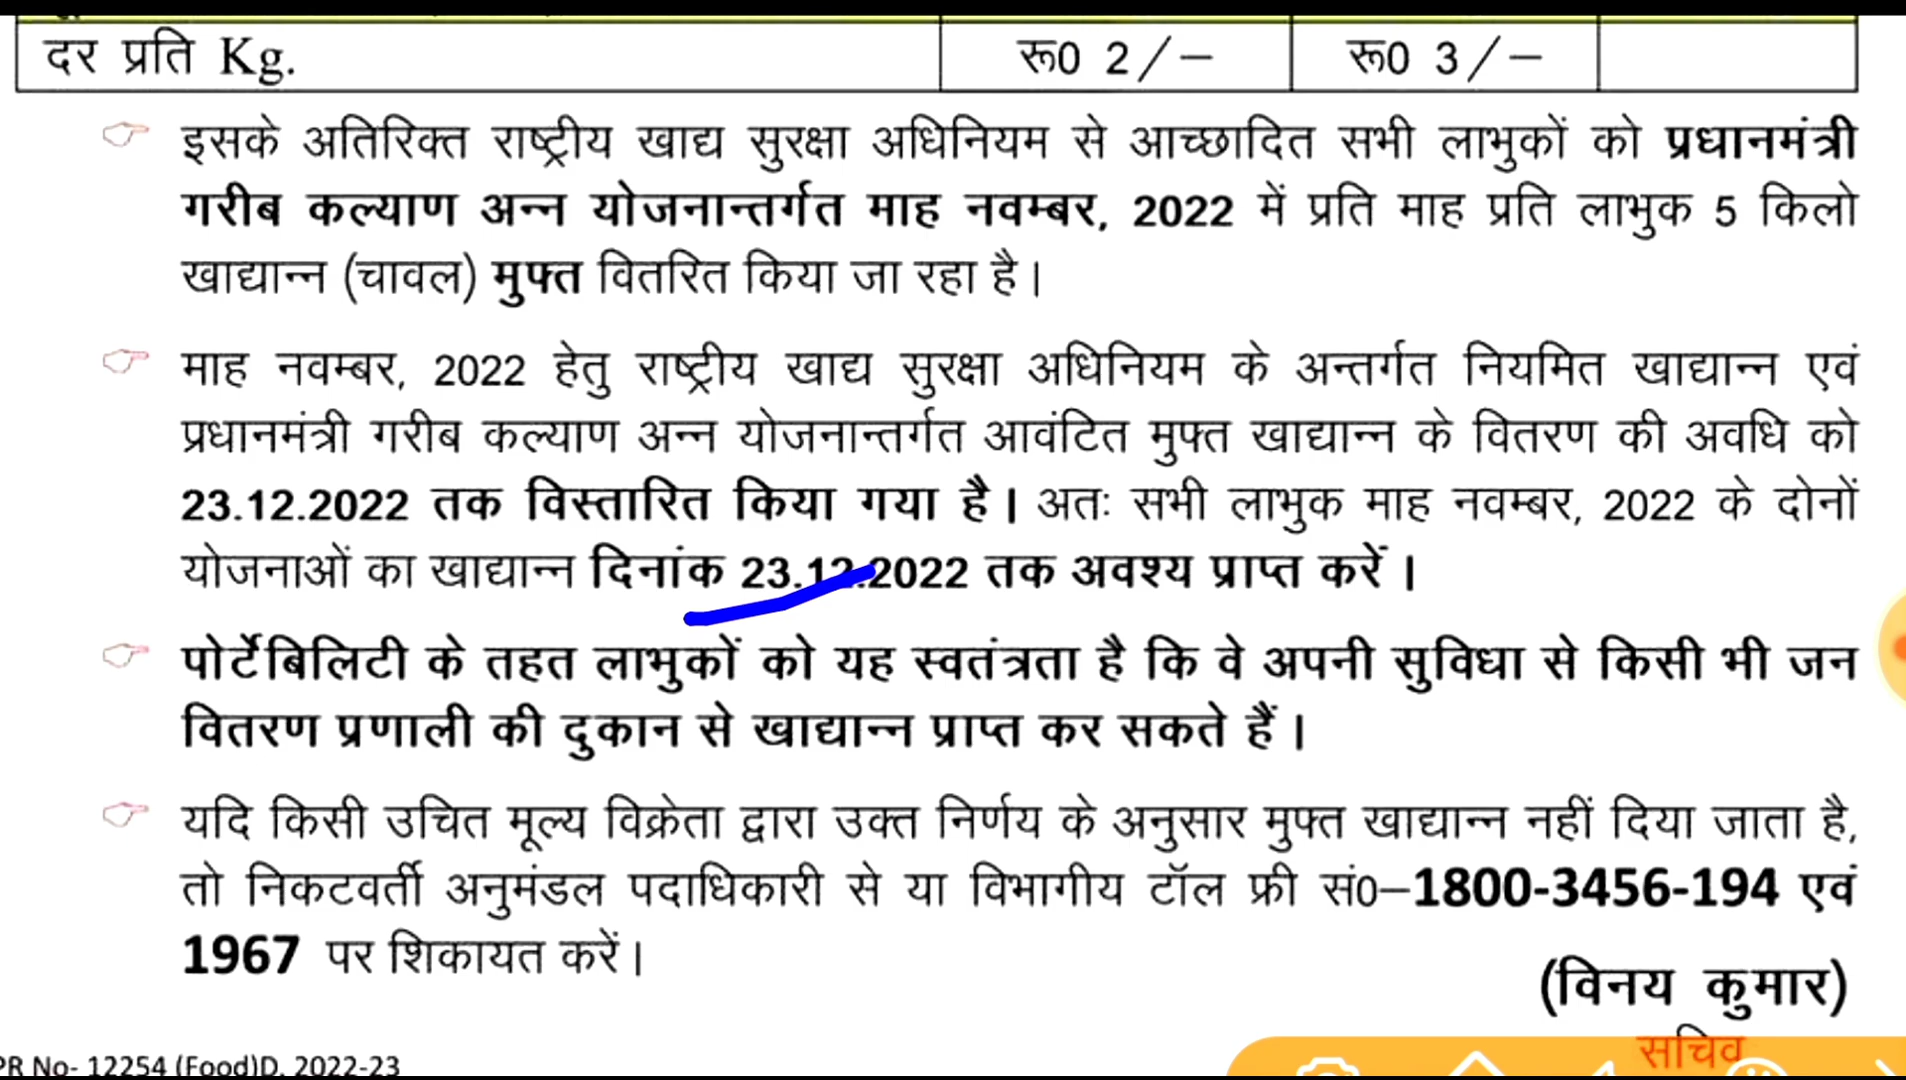 दर प्रति Kg. रू0 2/– रू0 3/–
इसके अतिरिक्त राष्ट्रीय खाद्य सुरक्षा अधिनियम से आच्छादित सभी लाभुकों को प्रधानमंत्री
गरीब कल्याण अन्न योजनान्तर्गत माह नवम्बर, 2022 में प्रति माह प्रति लाभुक 5 किलो
खाद्यान्न (चावल) मुफ्त वितरित किया जा रहा है।
माह नवम्बर, 2022 हेतु राष्ट्रीय खाद्य सुरक्षा अधिनियम के अन्तर्गत नियमित खाद्यान्न एवं
प्रधानमंत्री गरीब कल्याण अन्न योजनान्तर्गत आवंटित मुफ्त खाद्यान्न के वितरण की अवधि को
23.12.2022 तक विस्तारित किया गया है। अतः सभी लाभुक माह नवम्बर, 2022 के दोनों
योजनाओं का खाद्यान्न दिनांक 23.12.2022 तक अवश्य प्राप्त करें।
पोर्टेबिलिटी के तहत लाभुकों को यह स्वतंत्रता है कि वे अपनी सुविधा से किसी भी जन
वितरण प्रणाली की दुकान से खाद्यान्न प्राप्त कर सकते हैं।
यदि किसी उचित मूल्य विक्रेता द्वारा उक्त निर्णय के अनुसार मुफ्त खाद्यान्न नहीं दिया जाता है,
तो निकटवर्ती अनुमंडल पदाधिकारी से या विभागीय टॉल फ्री सं0–1800-3456-194 एवं
1967 पर शिकायत करें।
(विनय कुमार)
सचिव
PR No- 12254 (Food)D. 2022-23